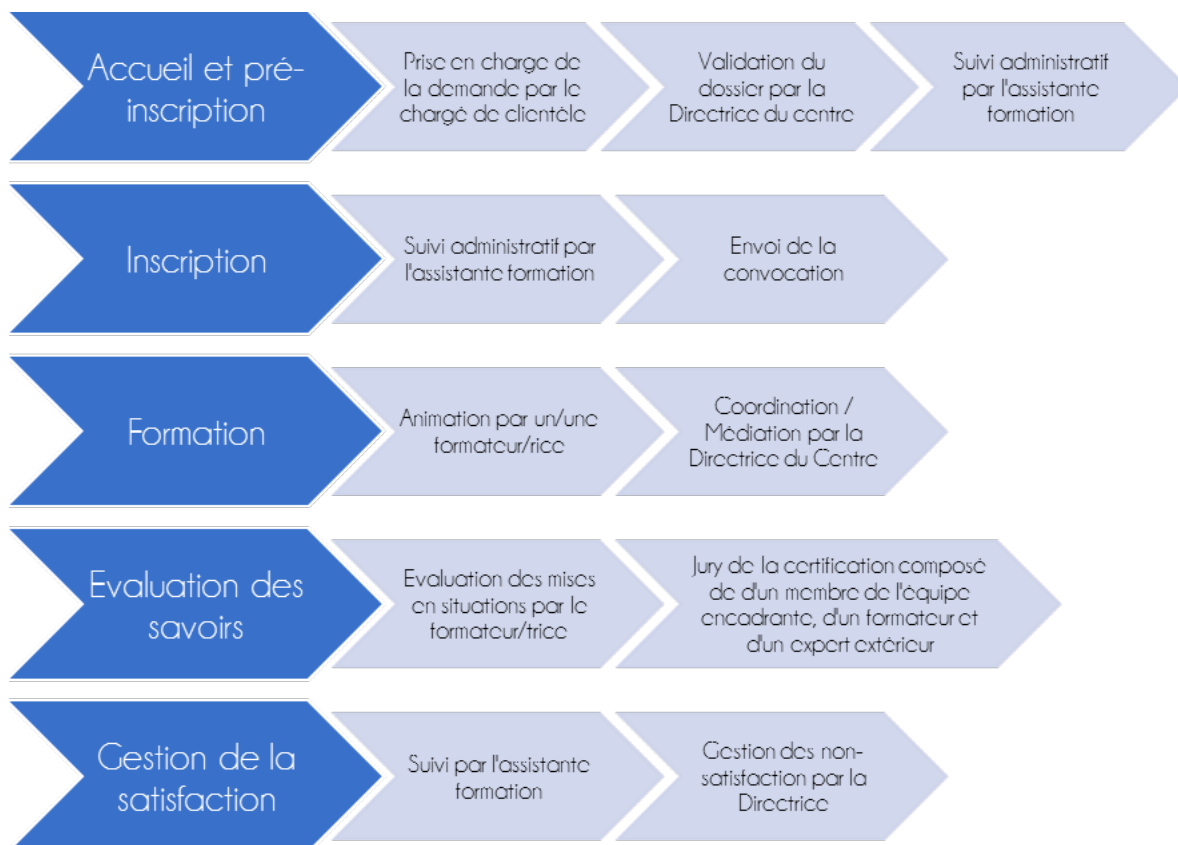 Accueil et pré-
inscription
Prise en charge de
la demande par le
chargé de clientèle
Validation du
dossier par la
Directrice du centre
Suivi administratif
par l'assistante
formation
Inscription
Suivi administratif par
l'assistante formation
Envoi de la
convocation
Formation
Animation par un/une
formateur/rice
Coordination /
Médiation par la
Directrice du Centre
Evaluation des
savoirs
Evaluation des mises
en situations par le
formateur/trice
Jury de la certification composé
de d'un membre de l'équipe
encadrante, d'un formateur et
d'un expert extérieur
Gestion de la
satisfaction
Suivi par l'assistante
formation
Gestion des non-
satisfaction par la
Directrice